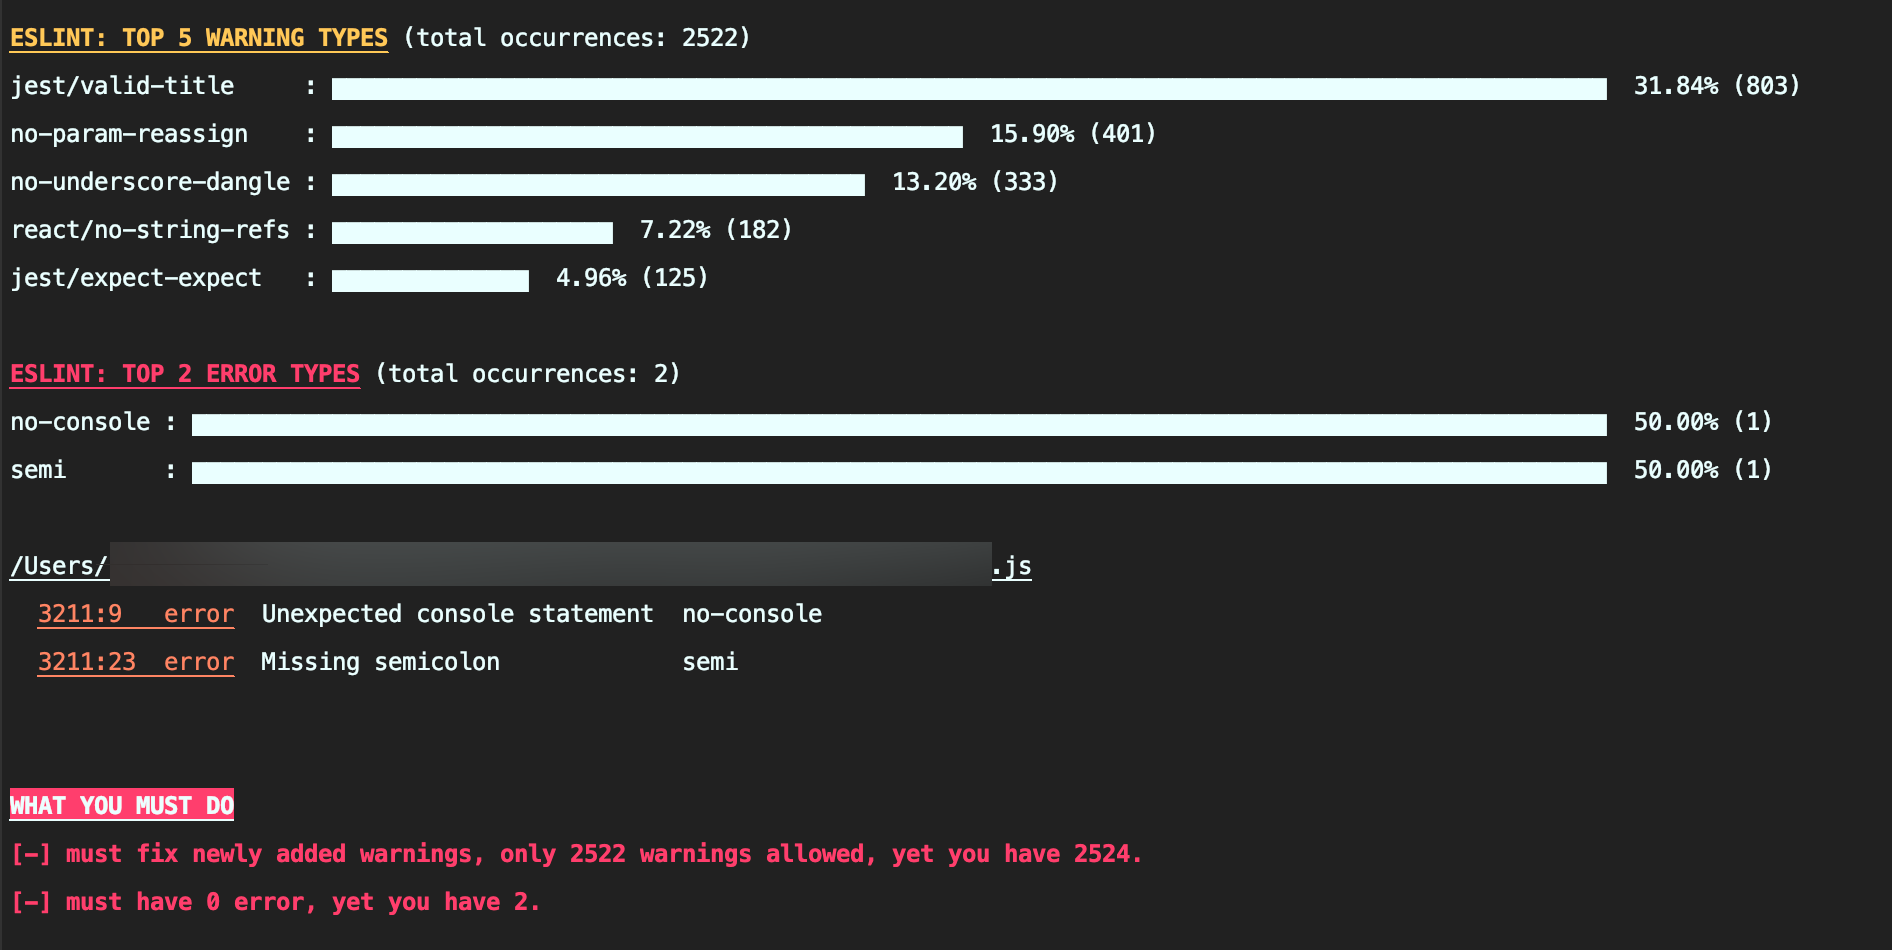 ESLINT: TOP 5 WARNING TYPES (total occurrences: 2522)
jest/valid-title : 31.84% (803)
no-param-reassign : 15.90% (401)
no-underscore-dangle : 13.20% (333)
react/no-string-refs : 7.22% (182)
jest/expect-expect : 4.96% (125)
ESLINT: TOP 2 ERROR TYPES (total occurrences: 2)
no-console : 50.00% (1)
semi : 50.00% (1)
/Users/ .js
3211:9 error Unexpected console statement no-console
3211:23 error Missing semicolon semi
WHAT YOU MUST DO
[-] must fix newly added warnings, only 2522 warnings allowed, yet you have 2524.
[-] must have 0 error, yet you have 2.